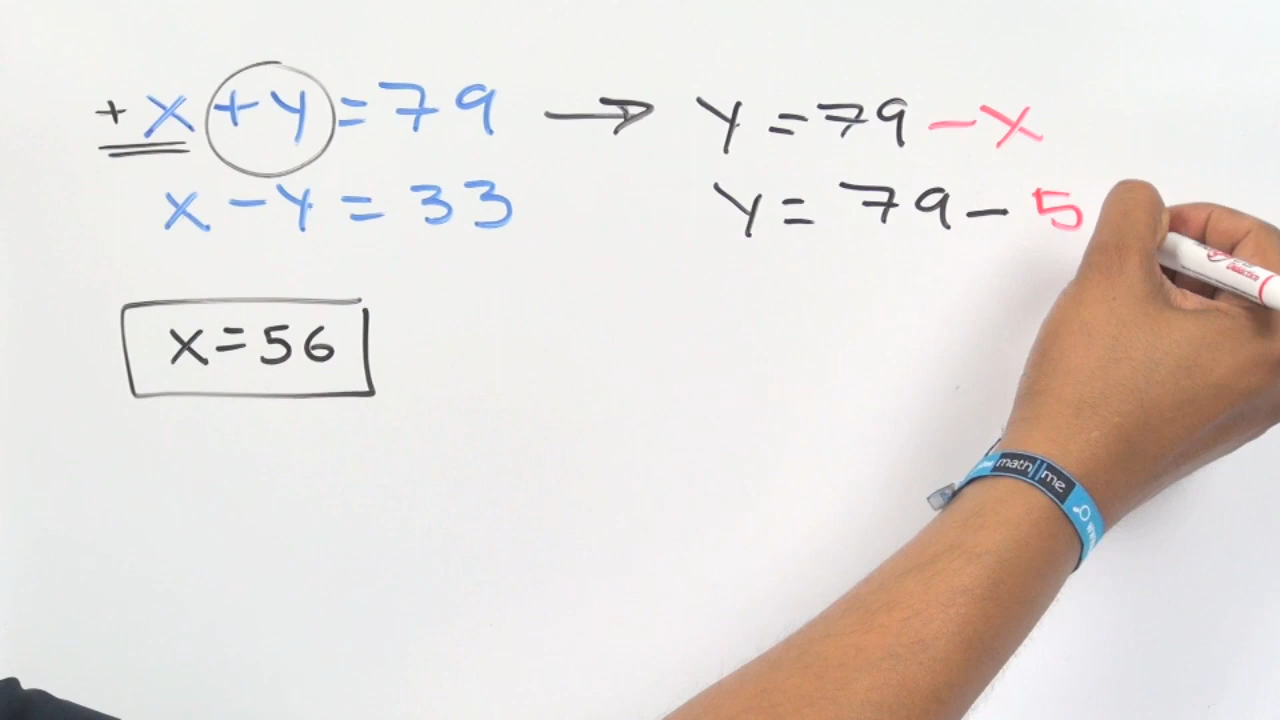 + x + y = 79 → y = 79 - x
x - y = 33
y = 79 - 5
x = 56
math||me